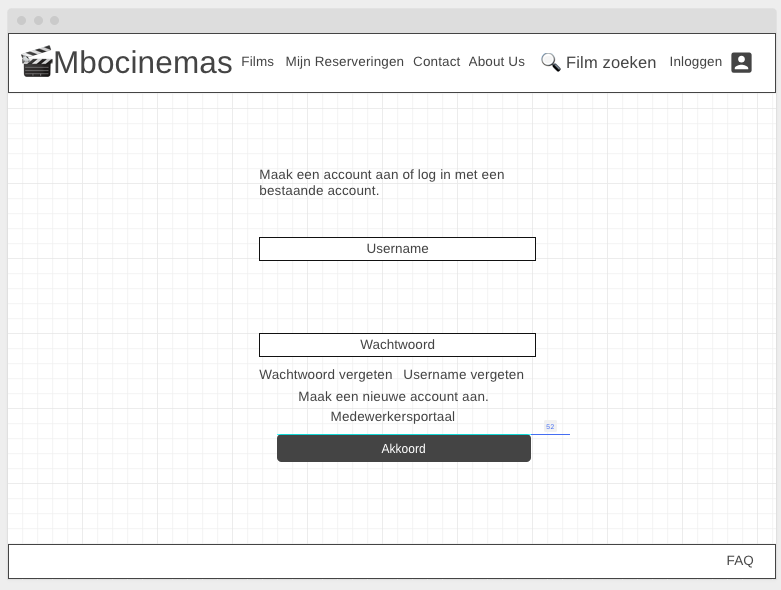 Mbocinemas Films Mijn Reserveringen Contact About Us Film zoeken Inloggen
Maak een account aan of log in met een
bestaande account.
Username
Wachtwoord
Wachtwoord vergeten Username vergeten
Maak een nieuwe account aan.
Medewerkersportaal
52
Akkoord
FAQ